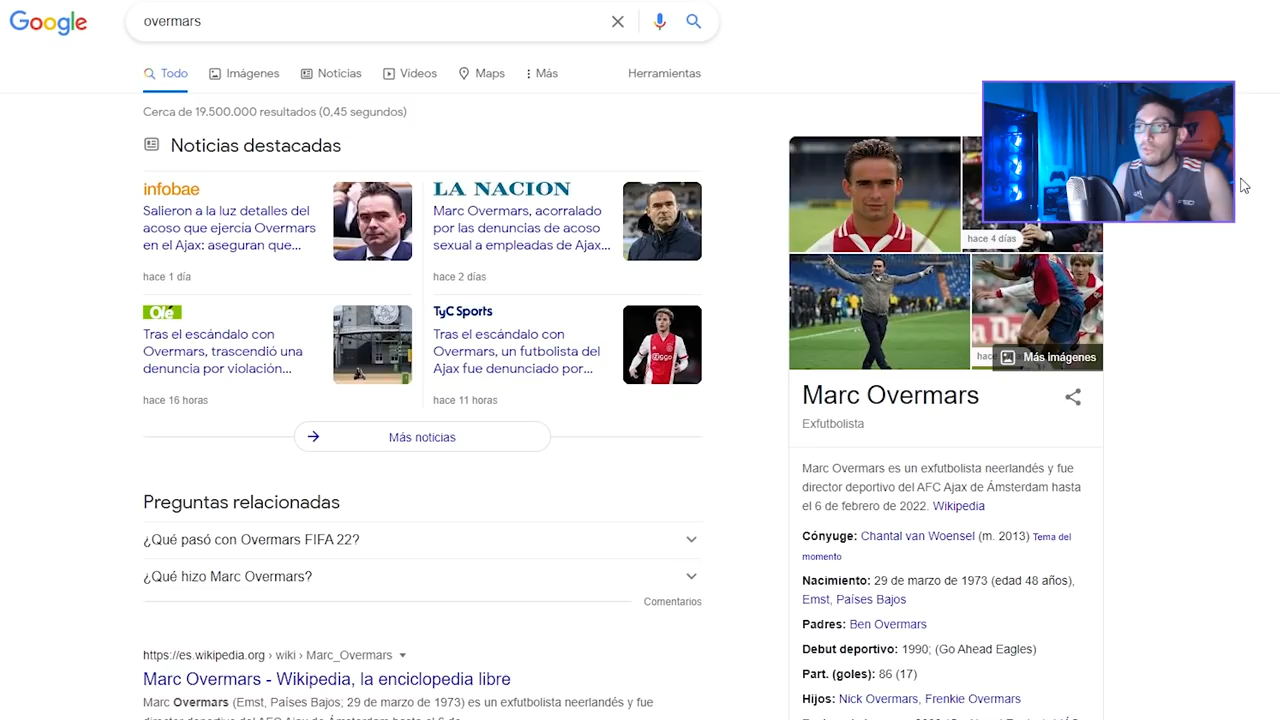 Google
overmars
Todo
Imágenes
Noticias
Videos
Maps
Más
Herramientas
Cerca de 19.500.000 resultados (0,45 segundos)
Noticias destacadas
infobae
Salieron a la luz detalles del
acoso que ejercía Overmars
en el Ajax: aseguran que...
hace 1 día
LA NACION
Marc Overmars, acorralado
por las denuncias de acoso
sexual a empleadas de Ajax...
hace 2 días
Olé
Tras el escándalo con
Overmars, trascendió una
denuncia por violación...
hace 16 horas
TyC Sports
Tras el escándalo con
Overmars, un futbolista del
Ajax fue denunciado por...
hace 11 horas
Más noticias
Preguntas relacionadas
¿Qué pasó con Overmars FIFA 22?
¿Qué hizo Marc Overmars?
Comentarios
https://es.wikipedia.org › wiki › Marc_Overmars
Marc Overmars - Wikipedia, la enciclopedia libre
Marc Overmars (Emst, Países Bajos; 29 de marzo de 1973) es un exfutbolista neerlandés y fue
hace 4 días
hace
Más imágenes
Marc Overmars
Exfutbolista
Marc Overmars es un exfutbolista neerlandés y fue
director deportivo del AFC Ajax de Ámsterdam hasta
el 6 de febrero de 2022. Wikipedia
Cónyuge: Chantal van Woensel (m. 2013) Tema del
momento
Nacimiento: 29 de marzo de 1973 (edad 48 años),
Emst, Países Bajos
Padres: Ben Overmars
Debut deportivo: 1990; (Go Ahead Eagles)
Part. (goles): 86 (17)
Hijos: Nick Overmars, Frenkie Overmars